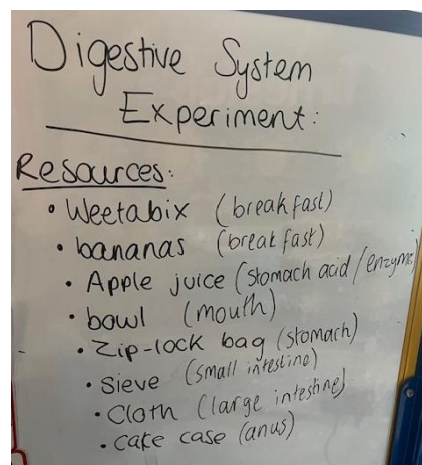 Digestive System
Experiment:
Resources:
• Weetabix (breakfast)
• bananas (breakfast)
• Apple juice (stomach acid/enzyme)
• bowl (mouth)
• Zip-lock bag (stomach)
• Sieve (small intestine)
• Cloth (large intestine)
• cake case (anus)